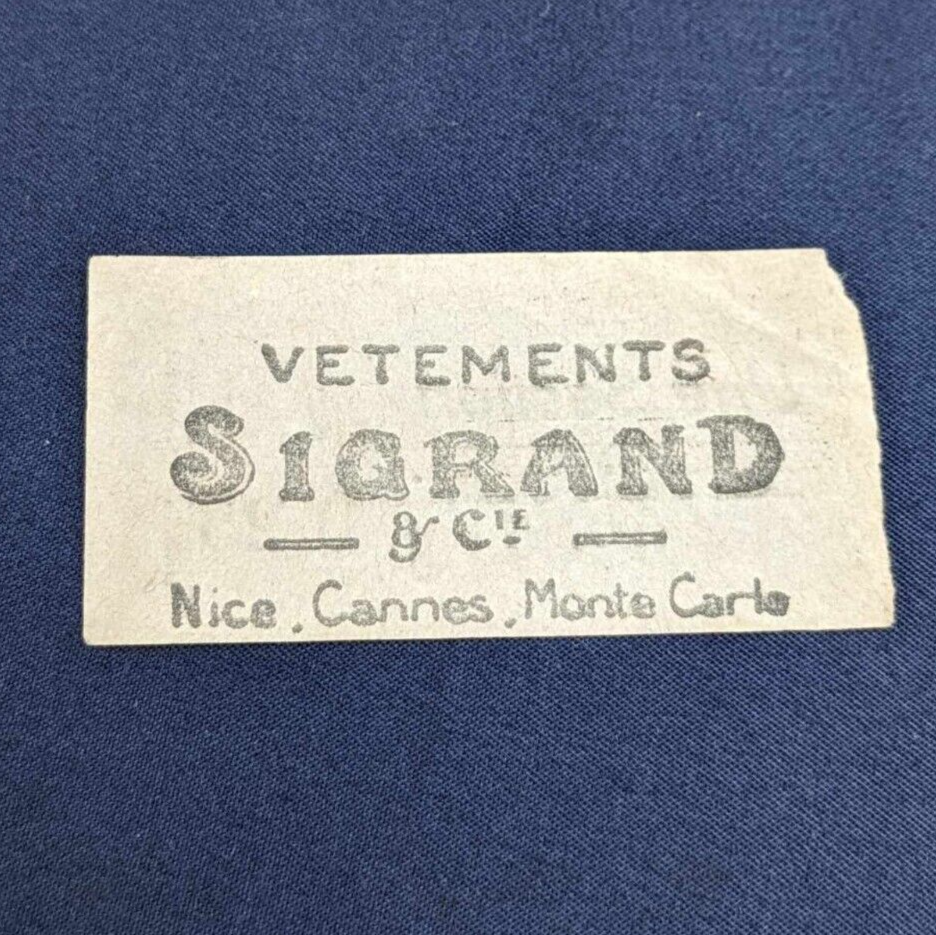 VETEMENTS
SIGRAND
& CIE
Nice, Cannes, Monte Carlo